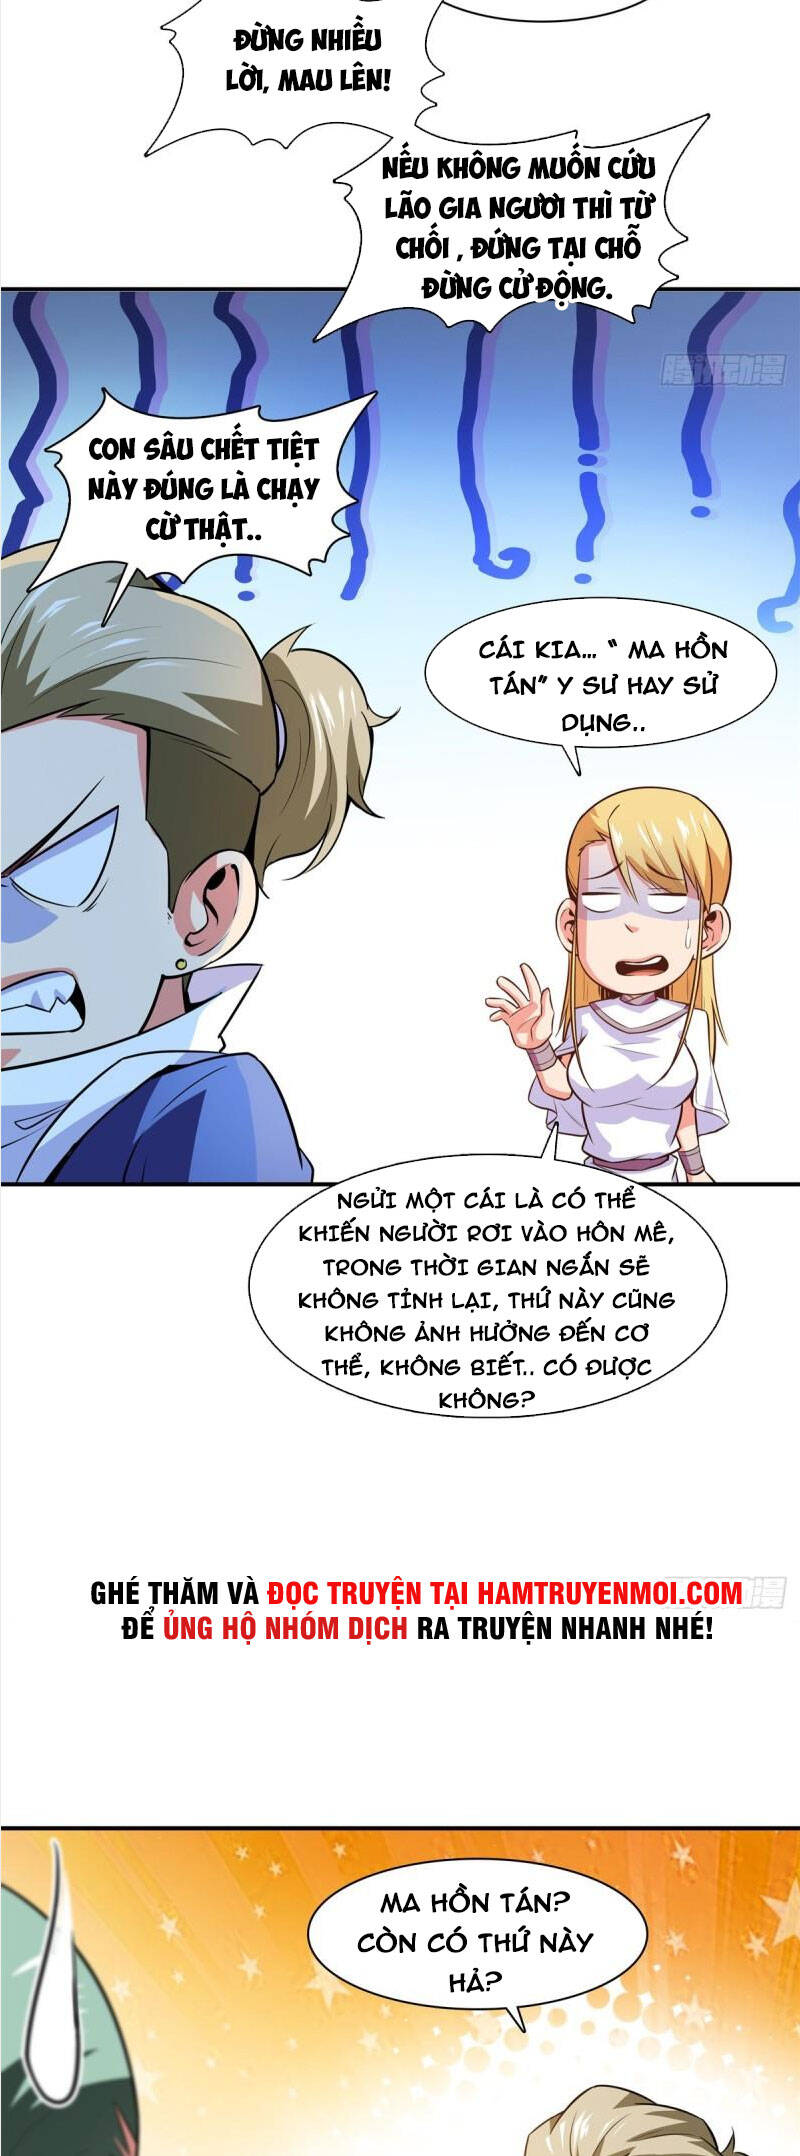 ĐỪNG NHIỀU
LỜI, MAU LÊN!
NẾU KHÔNG MUỐN CỨU
LÃO GIA NGƯƠI THÌ TỪ
CHỐI , ĐỨNG TẠI CHỖ
ĐỪNG CỬ ĐỘNG.
腾讯动漫
CON SÂU CHẾT TIỆT
NÀY ĐÚNG LÀ CHẠY
CỪ THẬT..
CÁI KIA... " MA HỒN
TÁN" Y SƯ HAY SỬ
DỤNG..
NGỬI MỘT CÁI LÀ CÓ THỂ
KHIẾN NGƯỜI RƠI VÀO HÔN MÊ,
TRONG THỜI GIAN NGẮN SẼ
KHÔNG TỈNH LẠI, THỨ NÀY CŨNG
KHÔNG ẢNH HƯỞNG ĐẾN CƠ
THỂ, KHÔNG BIẾT.. CÓ ĐƯỢC
KHÔNG?
GHÉ THĂM VÀ ĐỌC TRUYỆN TẠI HAMTRUYENMOI.COM
ĐỂ ỦNG HỘ NHÓM DỊCH RA TRUYỆN NHANH NHÉ!
MA HỒN TÁN?
CÒN CÓ THỨ NÀY
HẢ?